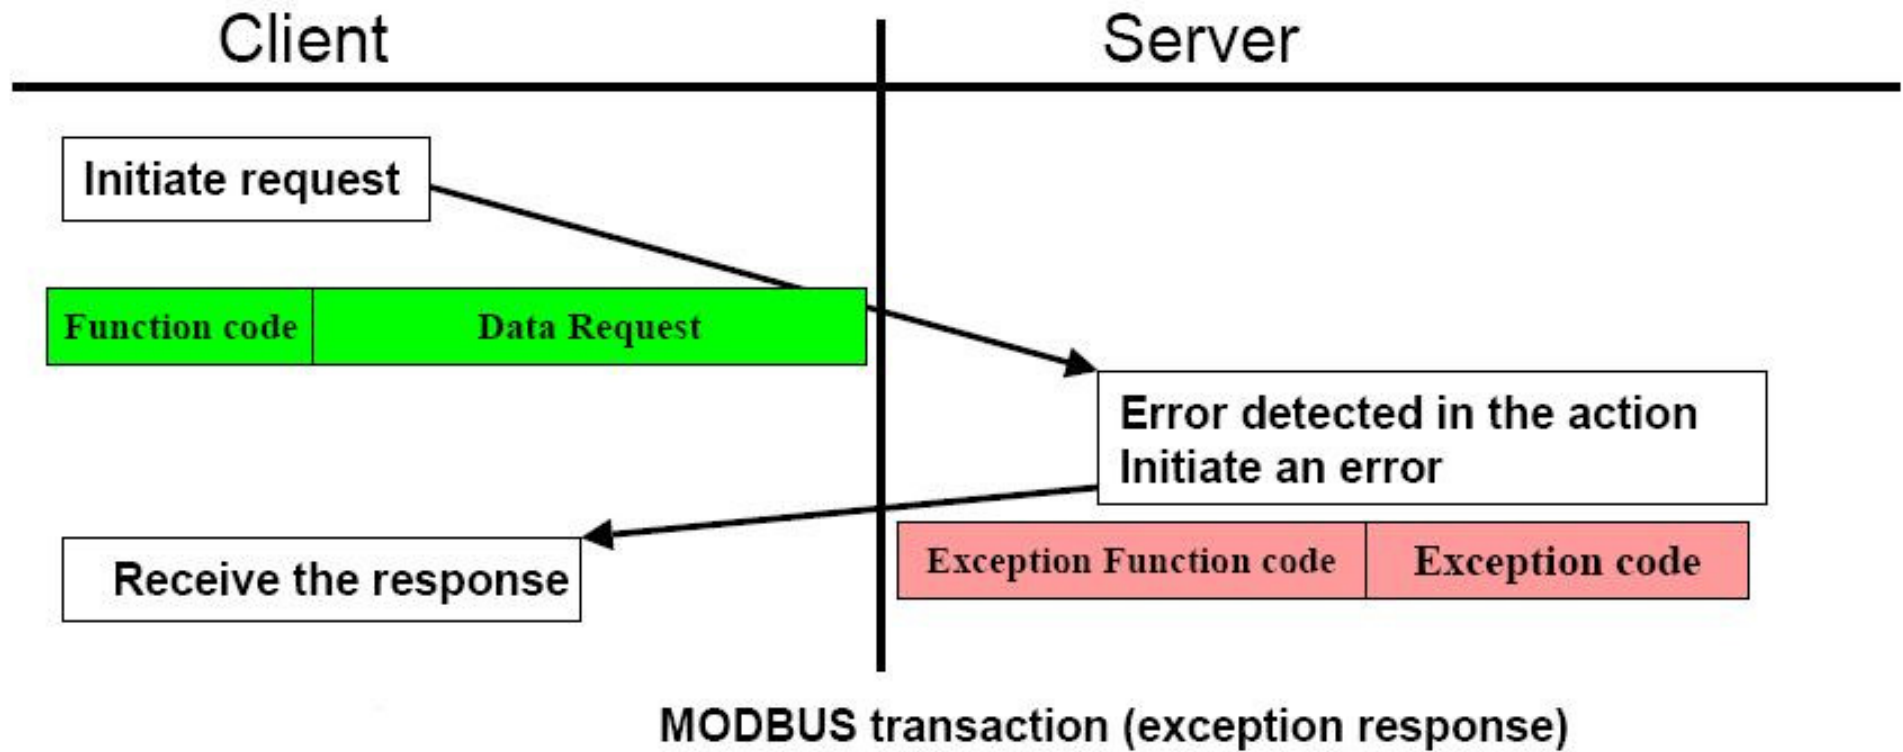 Client
Server
Initiate request
Function code
Data Request
Error detected in the action
Initiate an error
Receive the response
Exception Function code
Exception code
MODBUS transaction (exception response)